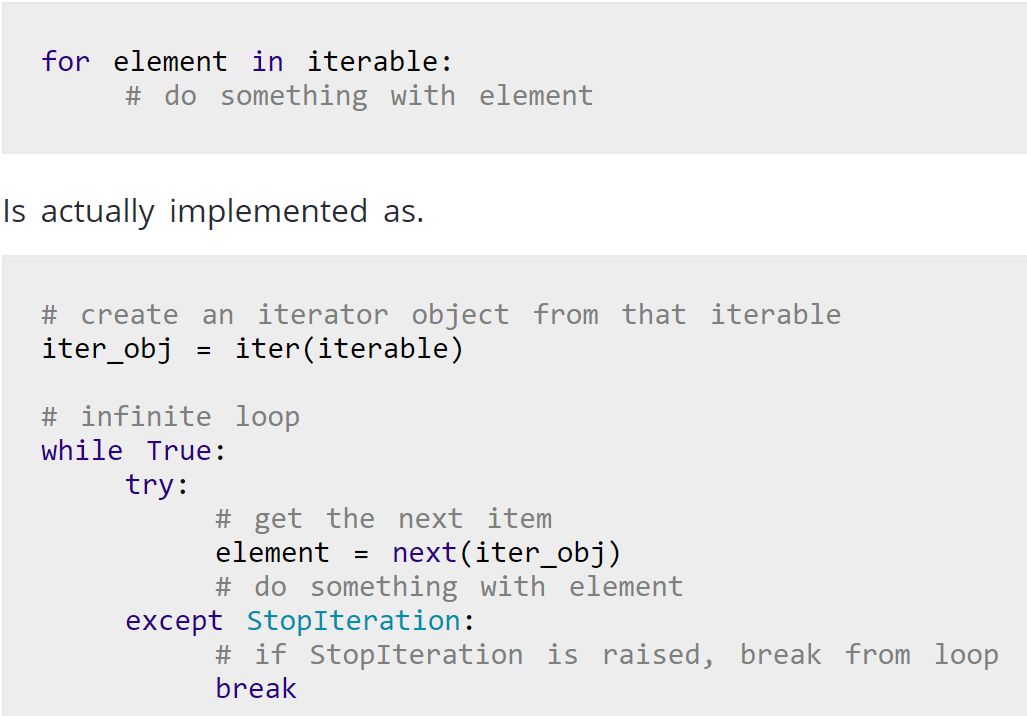 for element in iterable:
# do something with element
Is actually implemented as.
# create an iterator object from that iterable
iter_obj = iter(iterable)
# infinite loop
while True:
try:
# get the next item
element = next(iter_obj)
# do something with element
except StopIteration:
# if StopIteration is raised, break from loop
break